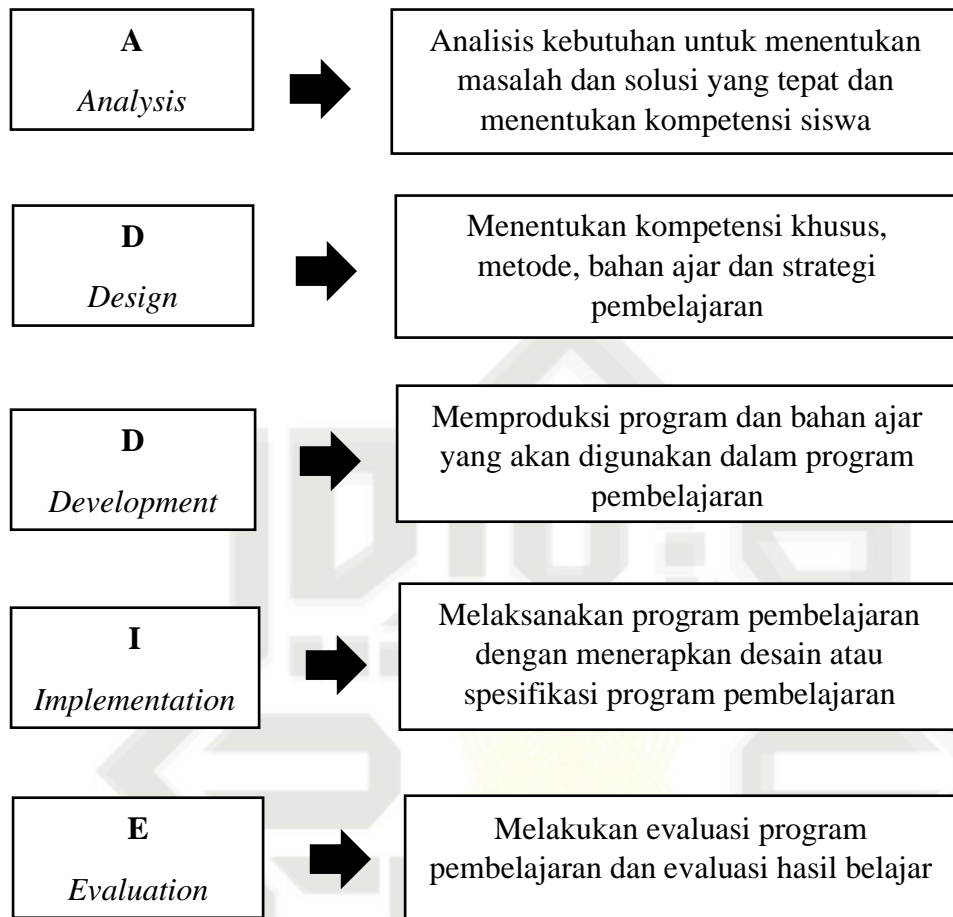 A
Analysis
Analisis kebutuhan untuk menentukan
masalah dan solusi yang tepat dan
menentukan kompetensi siswa
D
Design
Menentukan kompetensi khusus,
metode, bahan ajar dan strategi
pembelajaran
D
Development
Memproduksi program dan bahan ajar
yang akan digunakan dalam program
pembelajaran
I
Implementation
Melaksanakan program pembelajaran
dengan menerapkan desain atau
spesifikasi program pembelajaran
E
Evaluation
Melakukan evaluasi program
pembelajaran dan evaluasi hasil belajar